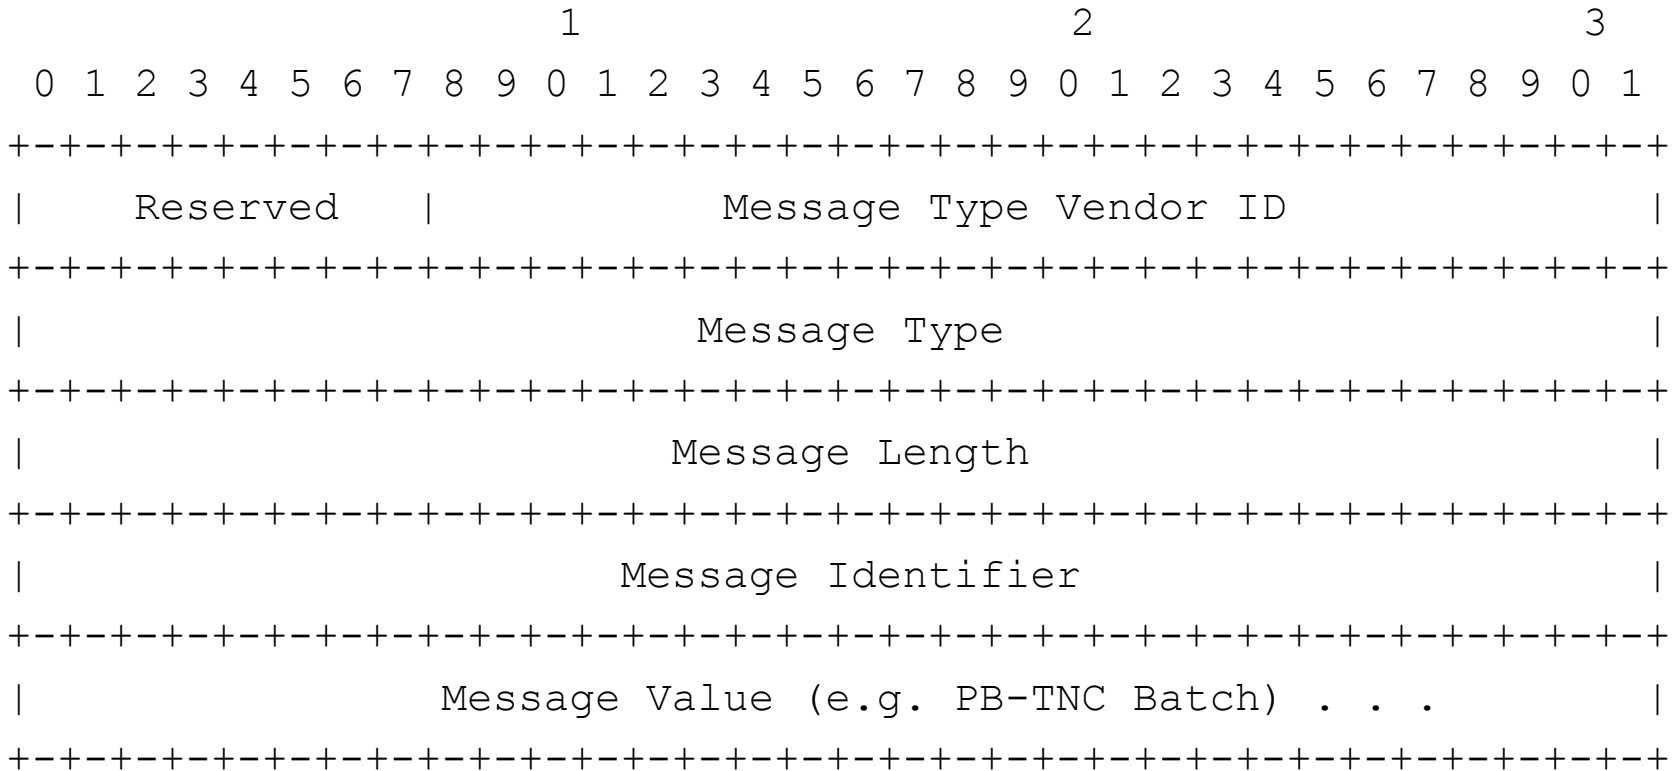 1                   2                   3
  0 1 2 3 4 5 6 7 8 9 0 1 2 3 4 5 6 7 8 9 0 1 2 3 4 5 6 7 8 9 0 1
 +-+-+-+-+-+-+-+-+-+-+-+-+-+-+-+-+-+-+-+-+-+-+-+-+-+-+-+-+-+-+-+-+
 |    Reserved   |           Message Type Vendor ID              |
 +-+-+-+-+-+-+-+-+-+-+-+-+-+-+-+-+-+-+-+-+-+-+-+-+-+-+-+-+-+-+-+-+
 |                          Message Type                         |
 +-+-+-+-+-+-+-+-+-+-+-+-+-+-+-+-+-+-+-+-+-+-+-+-+-+-+-+-+-+-+-+-+
 |                         Message Length                        |
 +-+-+-+-+-+-+-+-+-+-+-+-+-+-+-+-+-+-+-+-+-+-+-+-+-+-+-+-+-+-+-+-+
 |                       Message Identifier                      |
 +-+-+-+-+-+-+-+-+-+-+-+-+-+-+-+-+-+-+-+-+-+-+-+-+-+-+-+-+-+-+-+-+
 |                Message Value (e.g. PB-TNC Batch) . . .        |
 +-+-+-+-+-+-+-+-+-+-+-+-+-+-+-+-+-+-+-+-+-+-+-+-+-+-+-+-+-+-+-+-+